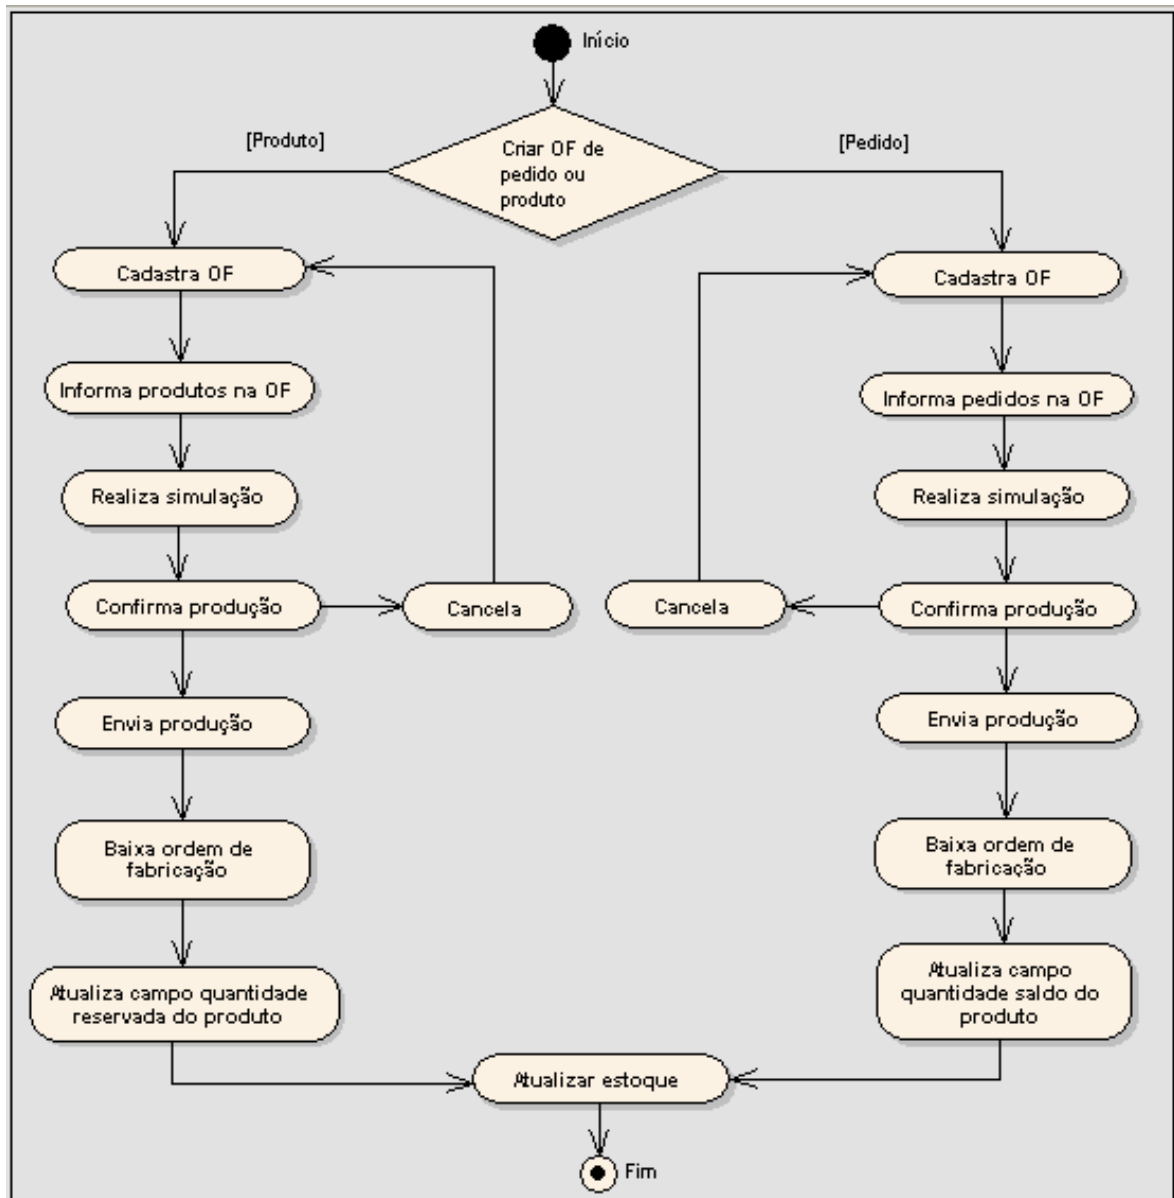 Início
[Produto]
[Pedido]
Criar OF de
pedido ou
produto
Cadastra OF
Cadastra OF
Informa produtos na OF
Informa pedidos na OF
Realiza simulação
Realiza simulação
Confirma produção
Cancela
Cancela
Confirma produção
Envia produção
Envia produção
Baixa ordem de
fabricação
Baixa ordem de
fabricação
Atualiza campo quantidade
reservada do produto
Atualiza campo
quantidade saldo do
produto
Atualizar estoque
Fim